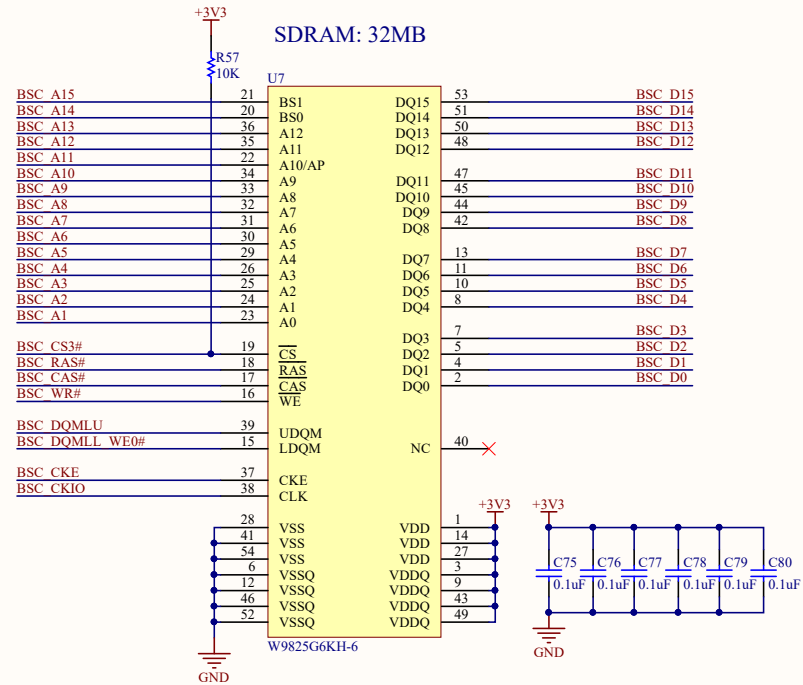 +3V3
SDRAM: 32MB
R57
10K
U7
BSC_A15 21 BS1 DQ15 53 BSC_D15
BSC_A14 20 BS0 DQ14 51 BSC_D14
BSC_A13 36 A12 DQ13 50 BSC_D13
BSC_A12 35 A11 DQ12 48 BSC_D12
BSC_A11 22 A10/AP
BSC_A10 34 A9 DQ11 47 BSC_D11
BSC_A9 33 A8 DQ10 45 BSC_D10
BSC_A8 32 A7 DQ9 44 BSC_D9
BSC_A7 31 A6 DQ8 42 BSC_D8
BSC_A6 30 A5
BSC_A5 29 A4 DQ7 13 BSC_D7
BSC_A4 26 A3 DQ6 11 BSC_D6
BSC_A3 25 A2 DQ5 10 BSC_D5
BSC_A2 24 A1 DQ4 8 BSC_D4
BSC_A1 23 A0
DQ3 7 BSC_D3
BSC_CS3# 19 CS DQ2 5 BSC_D2
BSC_RAS# 18 RAS DQ1 4 BSC_D1
BSC_CAS# 17 CAS DQ0 2 BSC_D0
BSC_WR# 16 WE
BSC_DQMLU 39 UDQM
BSC_DQMLL_WE0# 15 LDQM NC 40
BSC_CKE 37 CKE
BSC_CKIO 38 CLK
+3V3 +3V3
28 VSS VDD 1
41 VSS VDD 14
54 VSS VDD 27
6 VSSQ VDDQ 3
12 VSSQ VDDQ 9
46 VSSQ VDDQ 43
52 VSSQ VDDQ 49
C75 C76 C77 C78 C79 C80
0.1uF 0.1uF 0.1uF 0.1uF 0.1uF 0.1uF
W9825G6KH-6
GND
GND